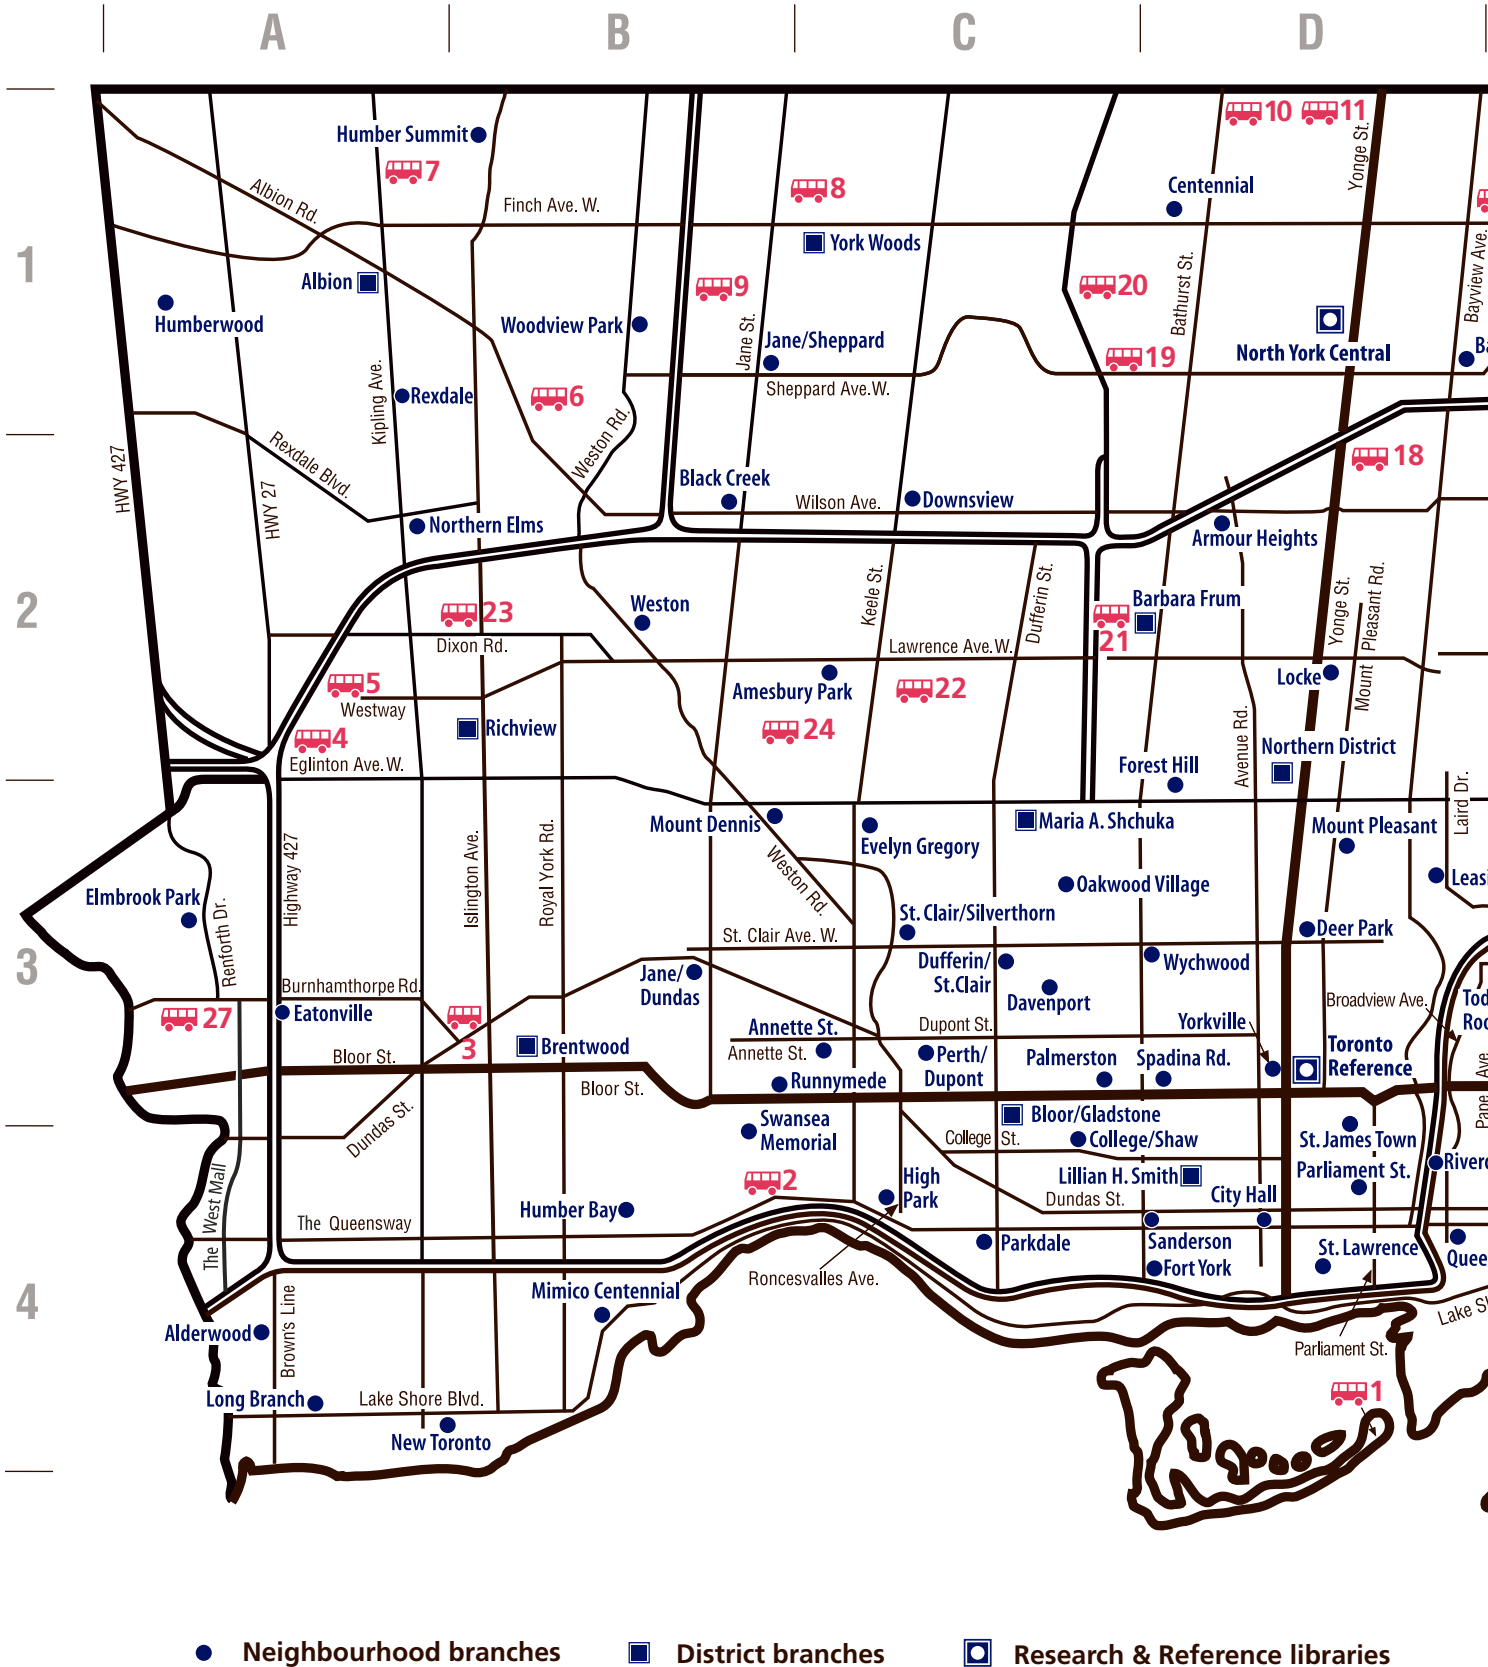 A B C D
1
2
3
4
Humber Summit
7
Albion Rd.
Finch Ave. W.
8
10
11
Yonge St.
Centennial
York Woods
Albion
9
20
Bathurst St.
Bayview Ave.
Humberwood
Woodview Park
Jane St.
Jane/Sheppard
19
North York Central
Kipling Ave.
Rexdale
6
Sheppard Ave.W.
Weston Rd.
HWY 427
Rexdale Blvd.
HWY 27
18
Black Creek
Wilson Ave.
Downsview
Northern Elms
Armour Heights
Keele St.
Dufferin St.
23
Weston
Barbara Frum
21
Yonge St.
Mount Pleasant Rd.
Dixon Rd.
Lawrence Ave.W.
5
Westway
Amesbury Park
22
Locke
4
Richview
24
Avenue Rd.
Northern District
Eglinton Ave.W.
Forest Hill
Laird Dr.
Mount Dennis
Evelyn Gregory
Maria A. Shchuka
Mount Pleasant
Highway 427
Islington Ave.
Royal York Rd.
Weston Rd.
Elmbrook Park
Oakwood Village
Renforth Dr.
St. Clair/Silverthorn
St. Clair Ave. W.
Deer Park
Jane/
Dundas
Dufferin/
St.Clair
Wychwood
Burnhamthorpe Rd.
Davenport
Broadview Ave.
27
Eatonville
3
Annette St.
Dupont St.
Yorkville
Brentwood
Annette St.
Perth/
Dupont
Palmerston
Spadina Rd.
Toronto
Reference
Bloor St.
Bloor St.
Runnymede
Pape Ave
Dundas St.
Swansea
Memorial
Bloor/Gladstone
College St.
College/Shaw
St. James Town
The West Mall
2
High
Park
Lillian H. Smith
Parliament St.
Humber Bay
Dundas St.
City Hall
The Queensway
Parkdale
Sanderson
St. Lawrence
Roncesvalles Ave.
Fort York
Mimico Centennial
Brown's Line
Alderwood
Parliament St.
Long Branch
Lake Shore Blvd.
1
New Toronto
Neighbourhood branches
District branches
Research & Reference libraries